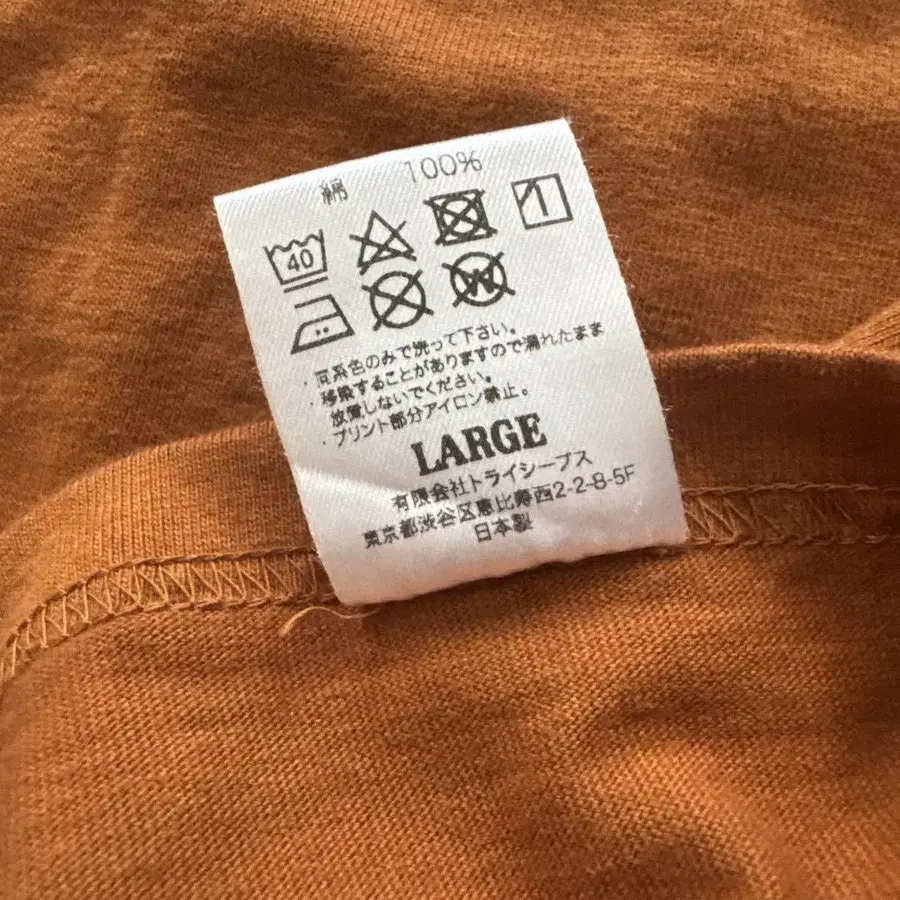 綿 100%
40
W
・同系色のみで洗って下さい。
・移染することがありますので濡れたまま
放置しないでください。
・プリント部分アイロン禁止。
LARGE
有限会社トライシープス
東京都渋谷区恵比寿西2-2-8-5F
日本製